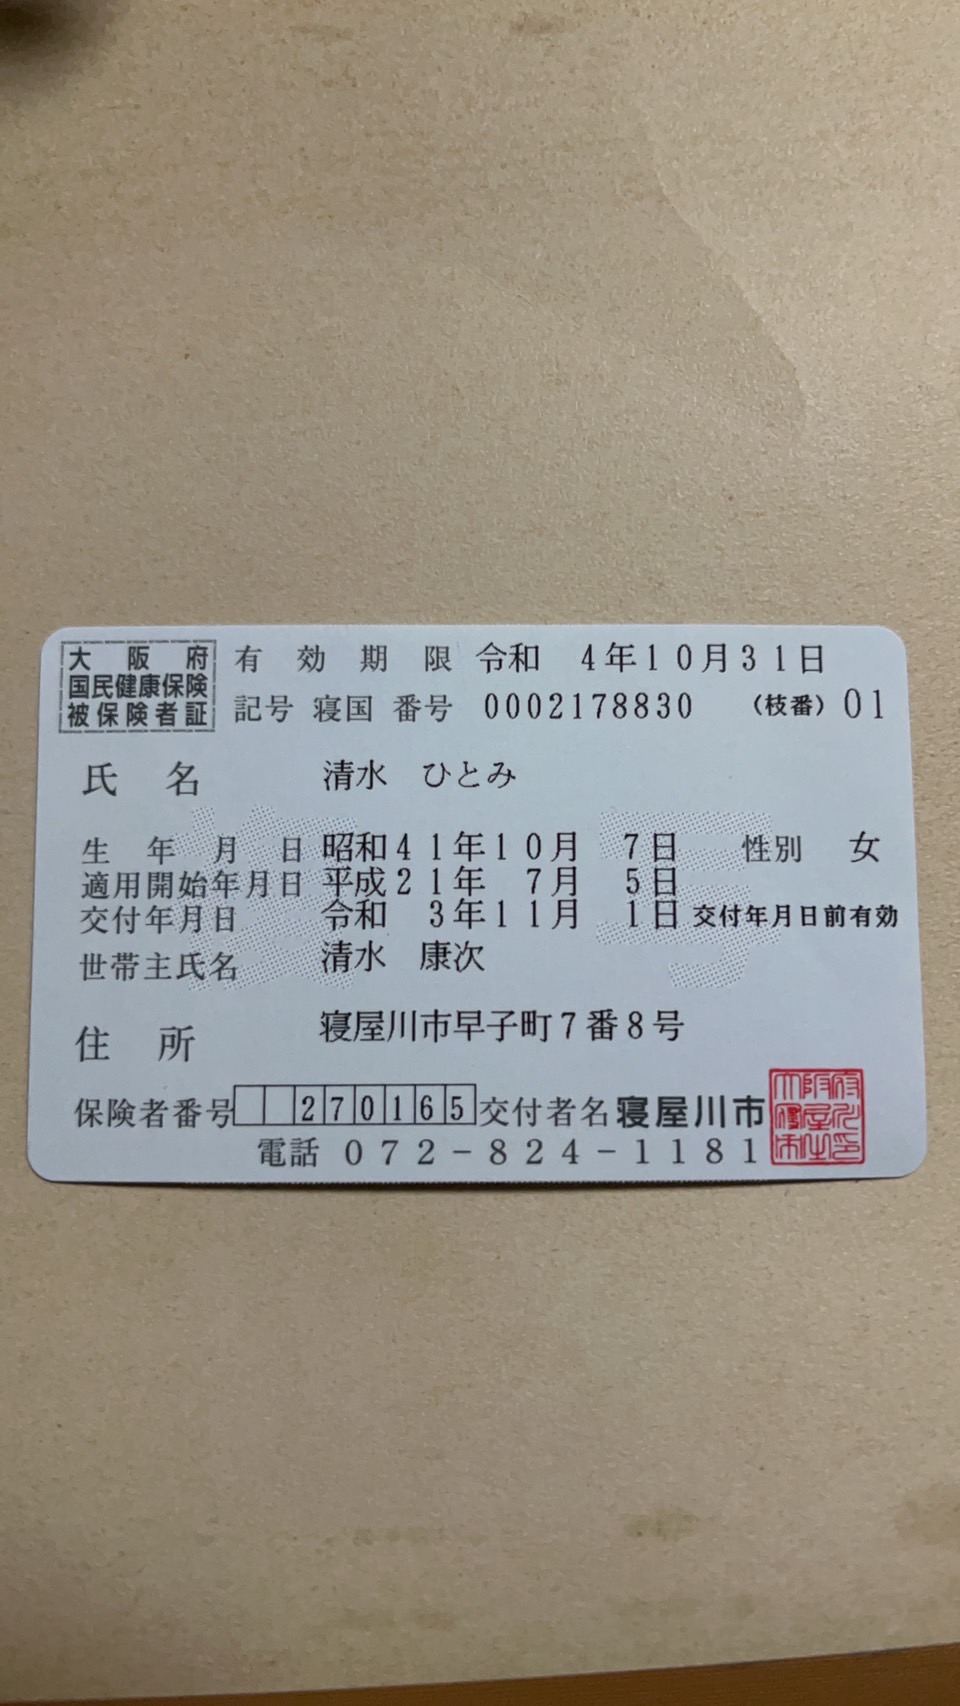 大阪府
国民健康保険
被保険者証
有効期限 令和 4年10月31日
記号 寝国 番号 0002178830 (枝番) 01
氏名 清水 ひとみ
生年月日 昭和41年10月 7日 性別 女
適用開始年月日 平成21年 7月 5日
交付年月日 令和 3年11月 1日 交付年月日前有効
世帯主氏名 清水 康次
住所 寝屋川市早子町7番8号
保険者番号 270165 交付者名 寝屋川市
電話 072-824-1181